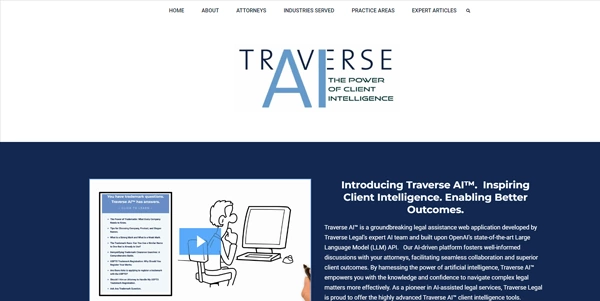 HOME ABOUT ATTORNEYS INDUSTRIES SERVED PRACTICE AREAS EXPERT ARTICLES
TRAVERSE
AI
THE POWER
OF CLIENT
INTELLIGENCE
You have trademark questions.
Traverse AI™ has answers.
Introducing Traverse AI™.  Inspiring
Client Intelligence. Enabling Better
Outcomes.
Traverse AI™ is a groundbreaking legal assistance web application developed by
Traverse Legal's expert AI team and built upon OpenAI's state-of-the-art Large
Language Model (LLM) API.  Our AI-driven platform fosters well-informed
discussions with your attorneys, facilitating seamless collaboration and superior
client outcomes. By harnessing the power of artificial intelligence, Traverse AI™
empowers you with the knowledge and confidence to navigate complex legal
matters more effectively. As a pioneer in AI-assisted legal services, Traverse Legal
is proud to offer the highly advanced Traverse AI™ client intelligence tools.